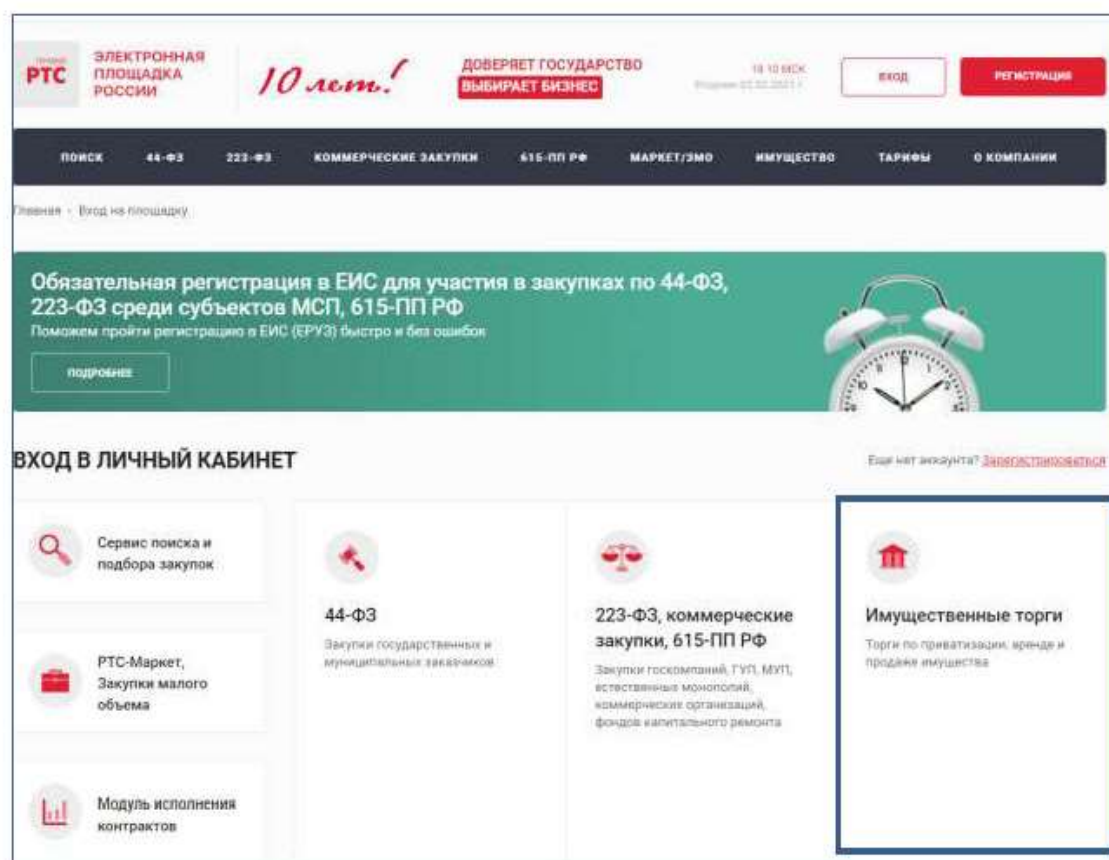 РТС
ЭЛЕКТРОННАЯ
ПЛОЩАДКА
РОССИИ
10 лет!
ДОВЕРЯЕТ ГОСУДАРСТВО
ВЫБИРАЕТ БИЗНЕС
ВХОД
РЕГИСТРАЦИЯ
ПОИСК 44-ФЗ 223-ФЗ КОММЕРЧЕСКИЕ ЗАКУПКИ 615-ПП РФ МАРКЕТ/ЗМО ИМУЩЕСТВО ТАРИФЫ О КОМПАНИИ
Главная - Вход на площадку
Обязательная регистрация в ЕИС для участия в закупках по 44-ФЗ,
223-ФЗ среди субъектов МСП, 615-ПП РФ
Поможем пройти регистрацию в ЕИС (ЕРУЗ) быстро и без ошибок
ПОДРОБНЕЕ
ВХОД В ЛИЧНЫЙ КАБИНЕТ
Еще нет аккаунта? Зарегистрироваться
Сервис поиска и
подбора закупок
РТС-Маркет,
Закупки малого
объема
Модуль исполнения
контрактов
44-ФЗ
Закупки государственных и
муниципальных заказчиков
223-ФЗ, коммерческие
закупки, 615-ПП РФ
Закупки госкомпаний, ГУП, МУП,
естественных монополий,
коммерческих организаций,
фондов капитального ремонта
Имущественные торги
Торги по приватизации, аренде и
продаже имущества